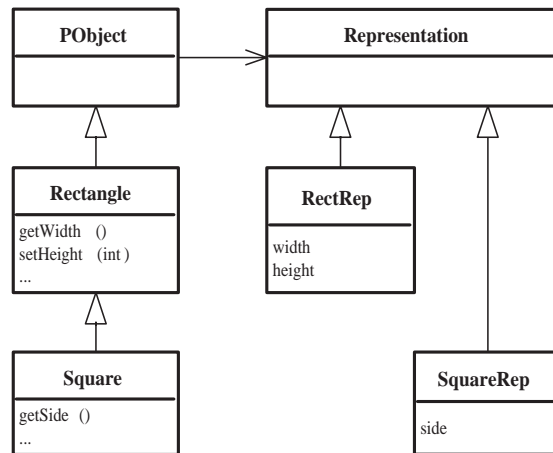 PObject
Representation
Rectangle
getWidth ()
setHeight (int)
...
RectRep
width
height
Square
getSide ()
...
SquareRep
side